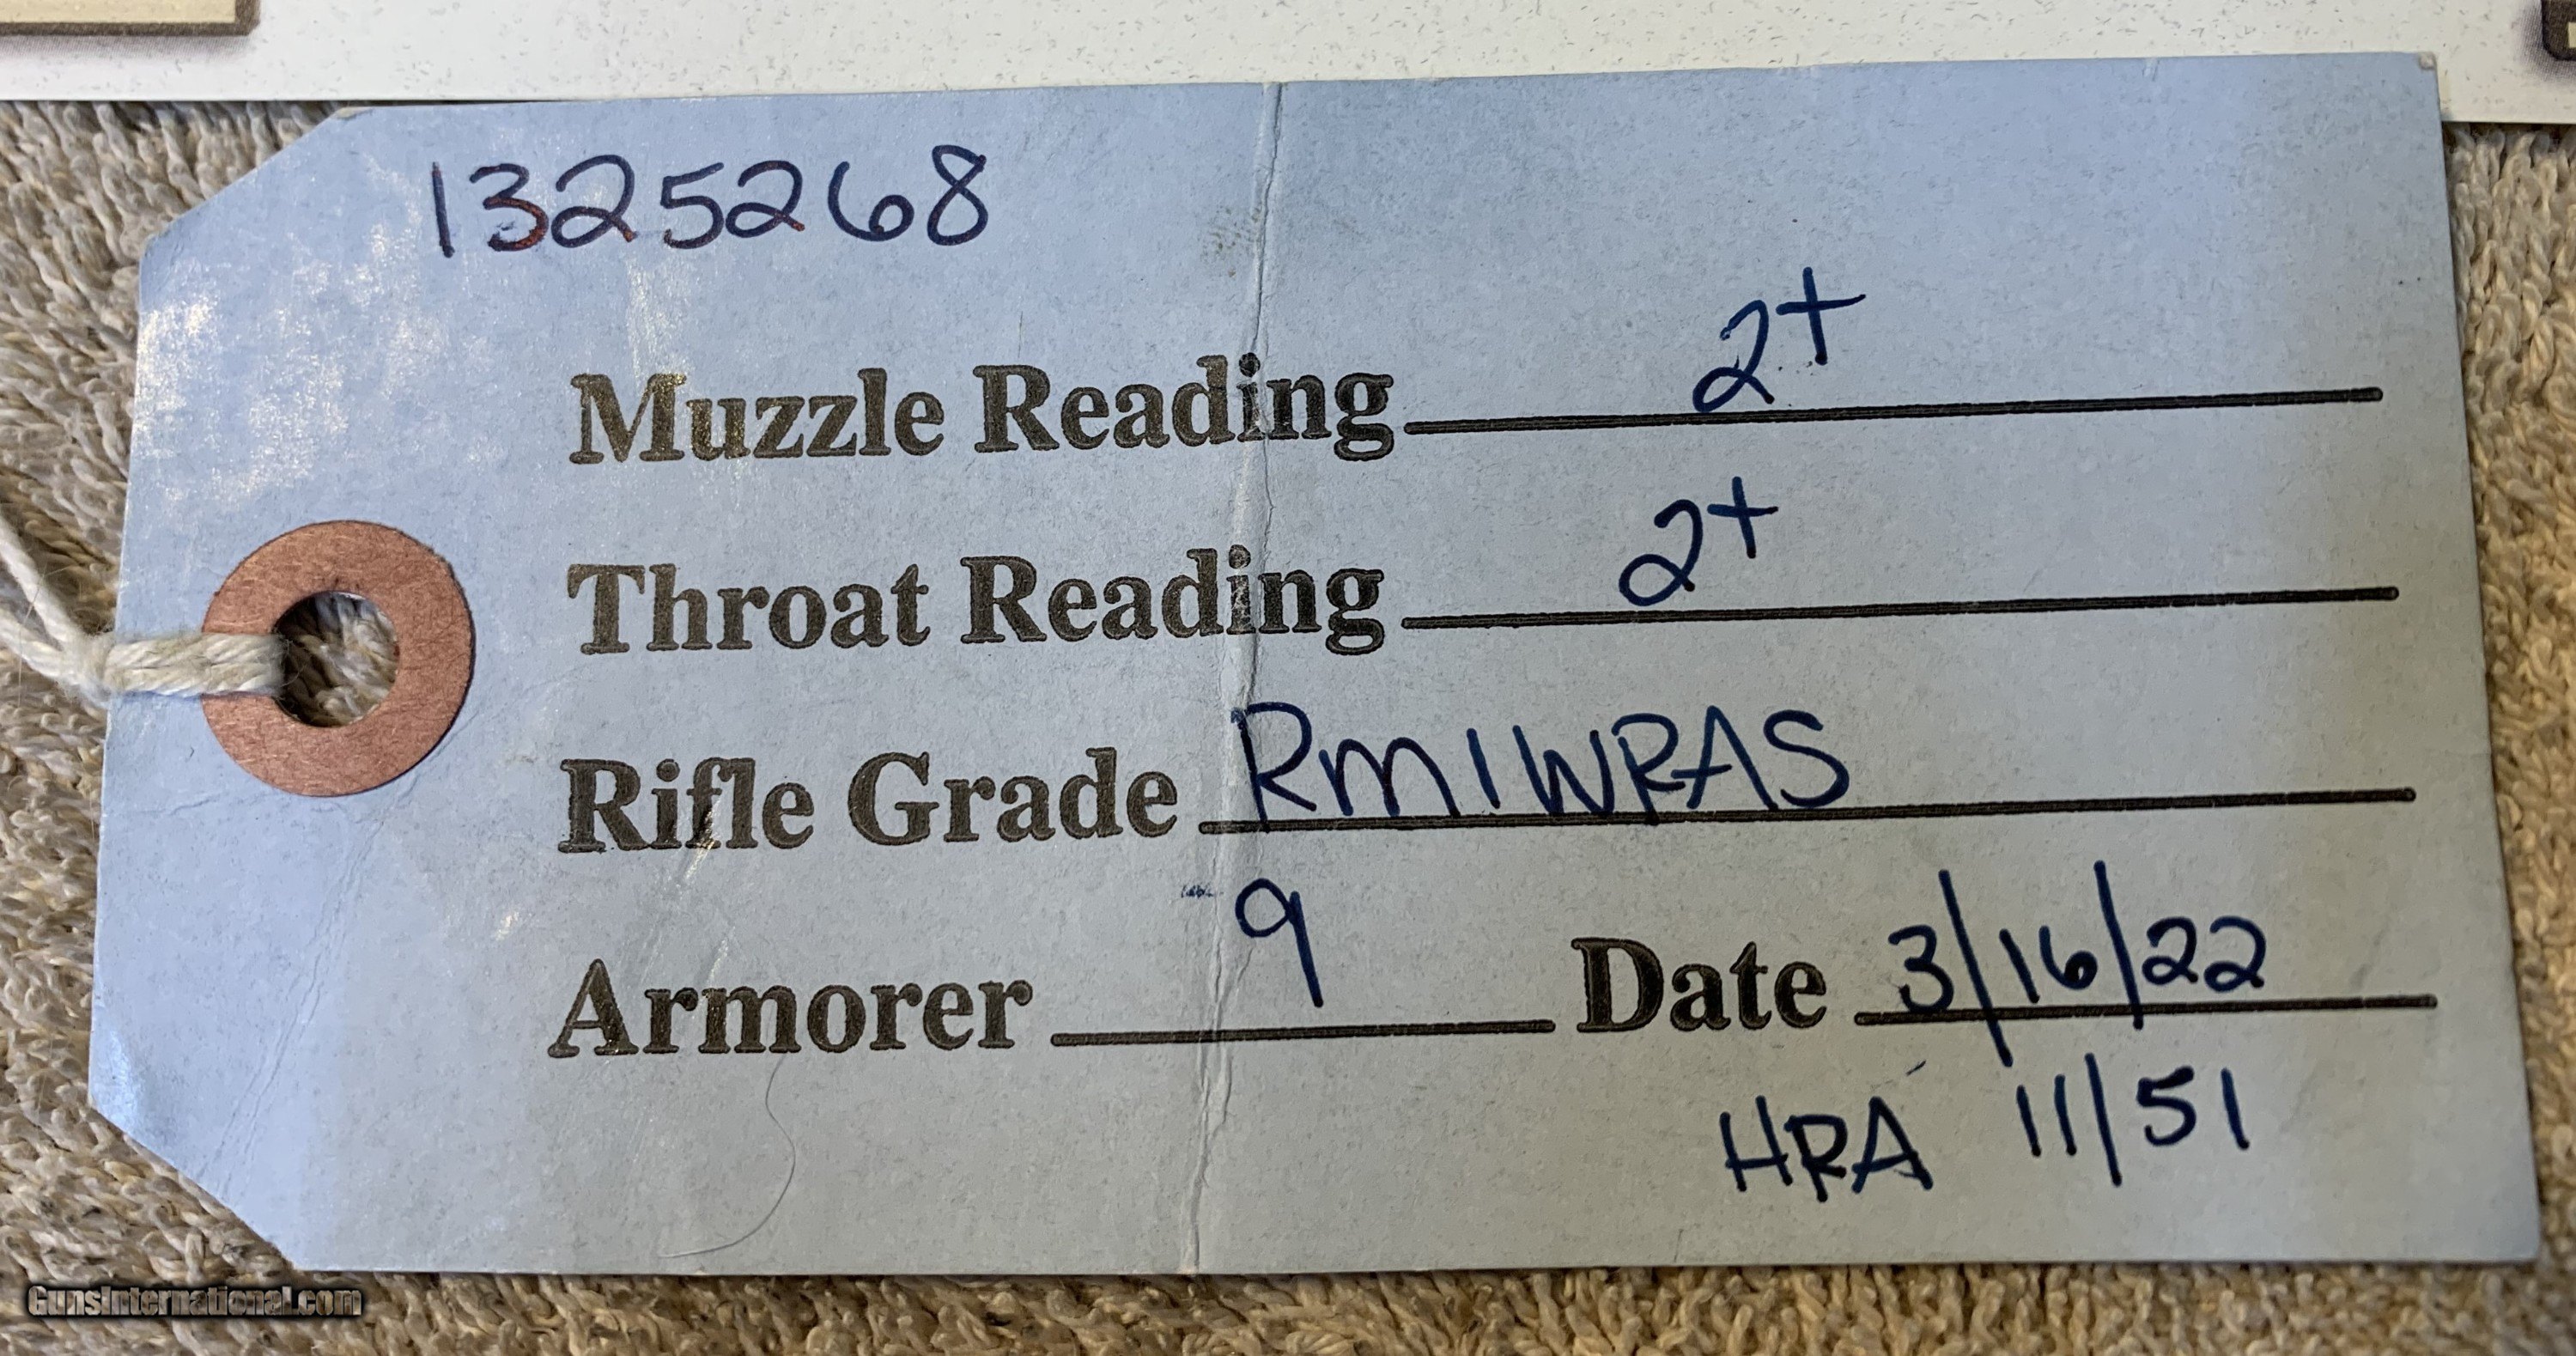 1325268
Muzzle Reading 2+
Throat Reading 2+
Rifle Grade RM1WRAS
Armorer 9 Date 3/16/22
HRA 11/51
GunsInternational.com